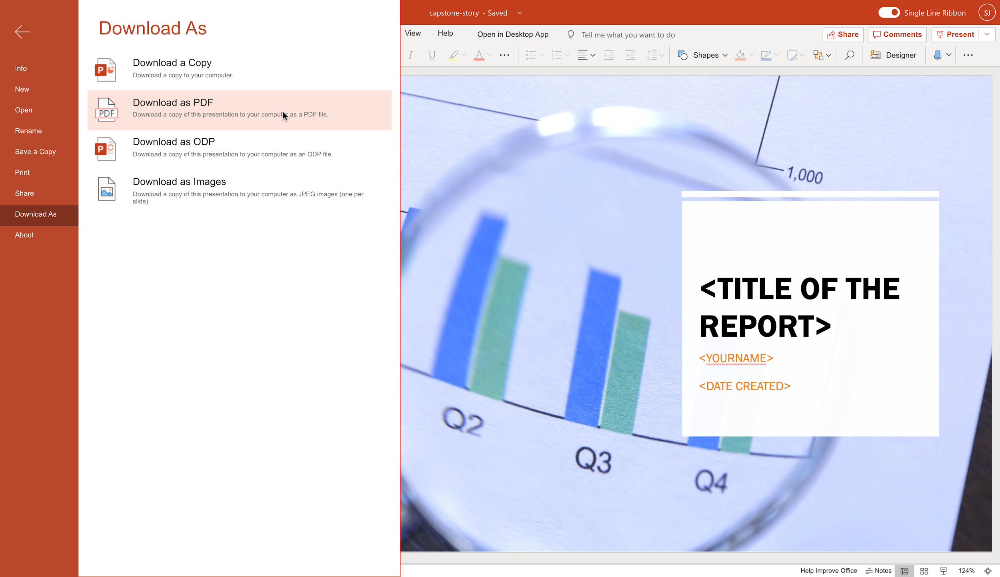 capstone-story - Saved
Single Line Ribbon
SJ
Download As
Info
New
Open
Rename
Save a Copy
Print
Share
Download As
About
P
Download a Copy
Download a copy to your computer.
PDF
Download as PDF
Download a copy of this presentation to your computer as a PDF file.
P
Download as ODP
Download a copy of this presentation to your computer as an ODP file.
Download as Images
Download a copy of this presentation to your computer as JPEG images (one per
slide).
View
Help
Open in Desktop App
Tell me what you want to do
Share
Comments
Present
I
U
A
Shapes
Designer
1,000
<TITLE OF THE
REPORT>
<YOURNAME>
<DATE CREATED>
Q2
Q3
Q4
Help Improve Office
Notes
124%